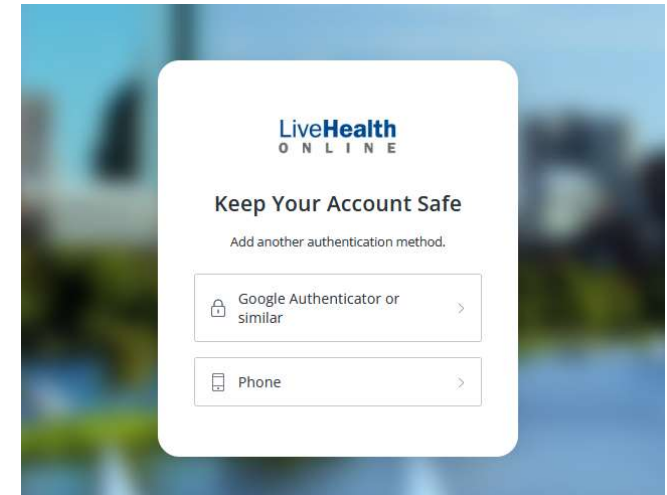 LiveHealth
ONLINE
Keep Your Account Safe
Add another authentication method.
Google Authenticator or
similar
Phone